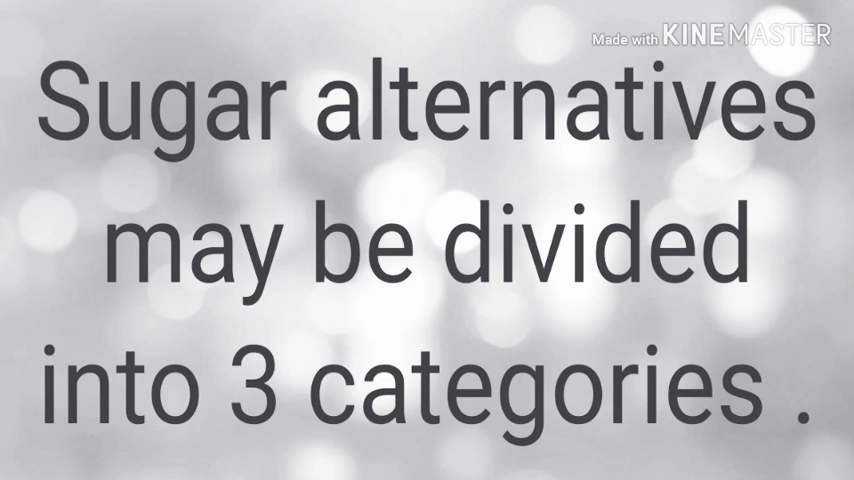 Made with KINEMASTER
Sugar alternatives
may be divided
into 3 categories .